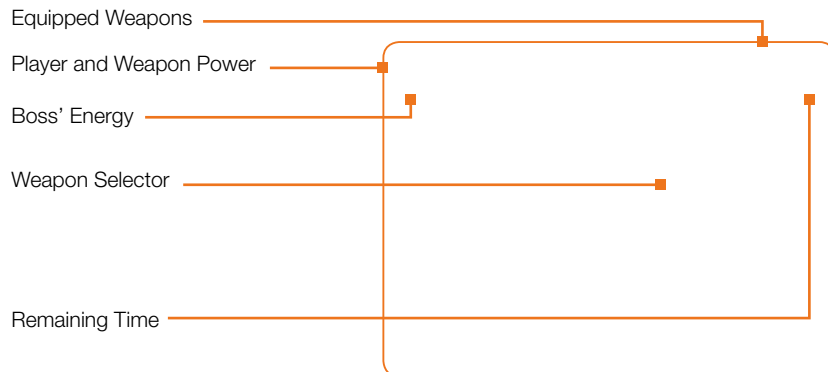 Equipped Weapons
Player and Weapon Power
Boss’ Energy
Weapon Selector
Remaining Time